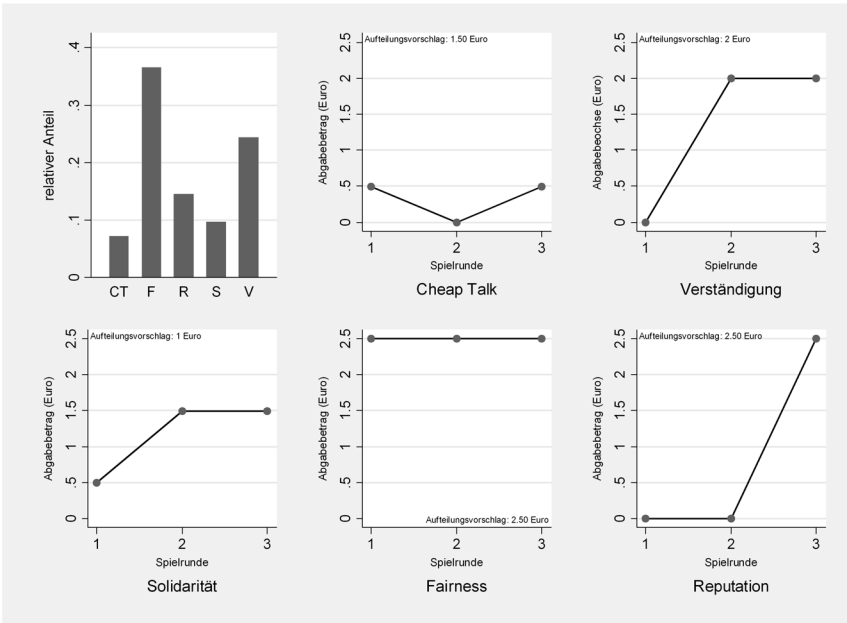 relativer Anteil
.4
.3
.2
.1
0
CT F R S V
Aufteilungsvorschlag: 1.50 Euro
Abgabebetrag (Euro)
2.5
2
1.5
1
.5
0
1 2 3
Spielrunde
Cheap Talk
Aufteilungsvorschlag: 2 Euro
Abgabebeochse (Euro)
2.5
2
1.5
1
.5
0
1 2 3
Spielrunde
Verständigung
Aufteilungsvorschlag: 1 Euro
Abgabebetrag (Euro)
2.5
2
1.5
1
.5
0
1 2 3
Spielrunde
Solidarität
Abgabebetrag (Euro)
2.5
2
1.5
1
.5
0
Aufteilungsvorschlag: 2.50 Euro
1 2 3
Spielrunde
Fairness
Aufteilungsvorschlag: 2.50 Euro
Abgabebetrag (Euro)
2.5
2
1.5
1
.5
0
1 2 3
Spielrunde
Reputation